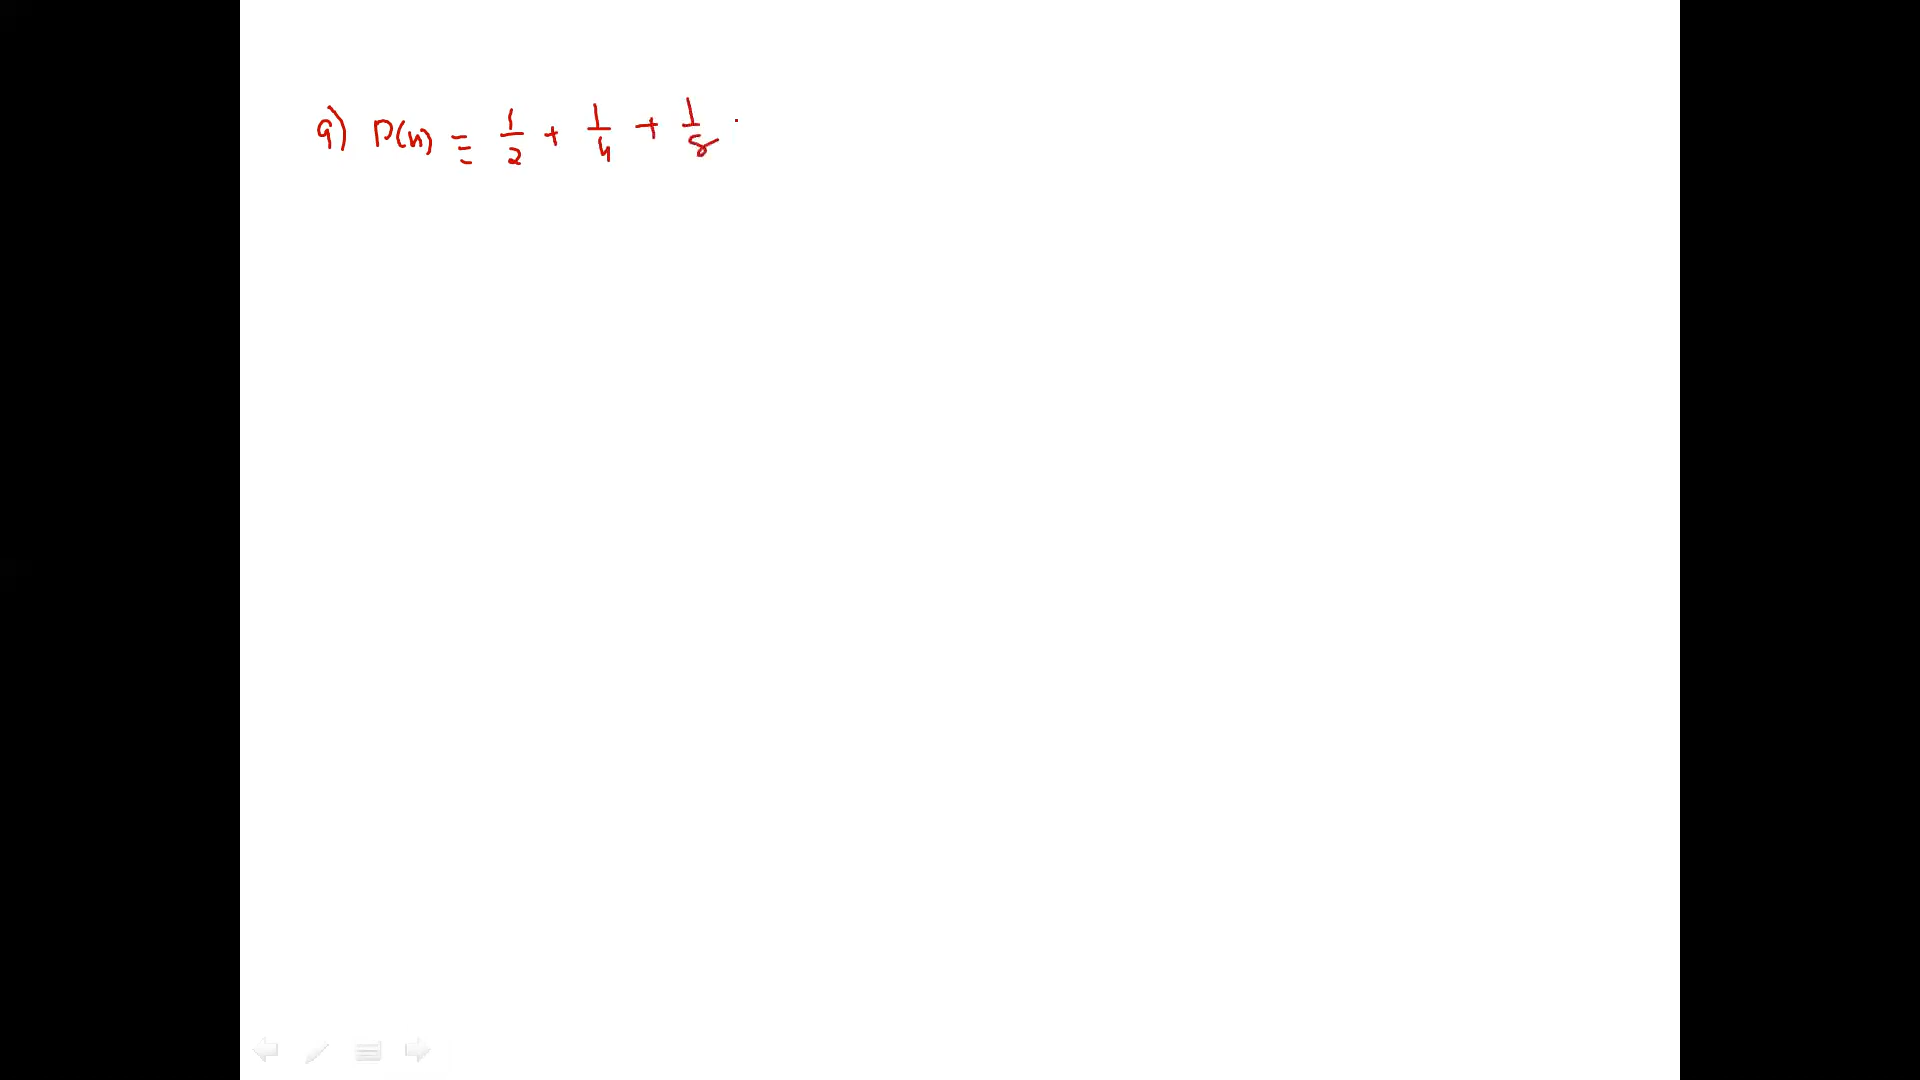 9) P(n) ≡ 1/2 + 1/4 + 1/8 .